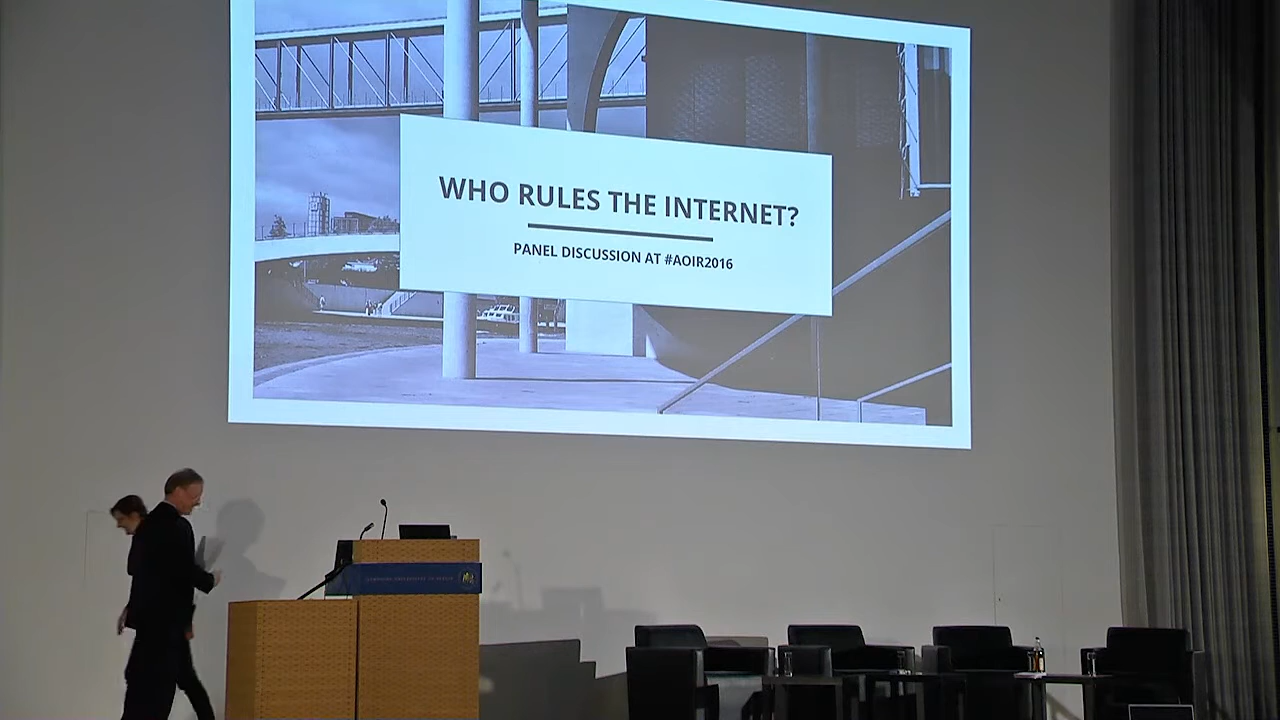 WHO RULES THE INTERNET?
PANEL DISCUSSION AT #AOIR2016